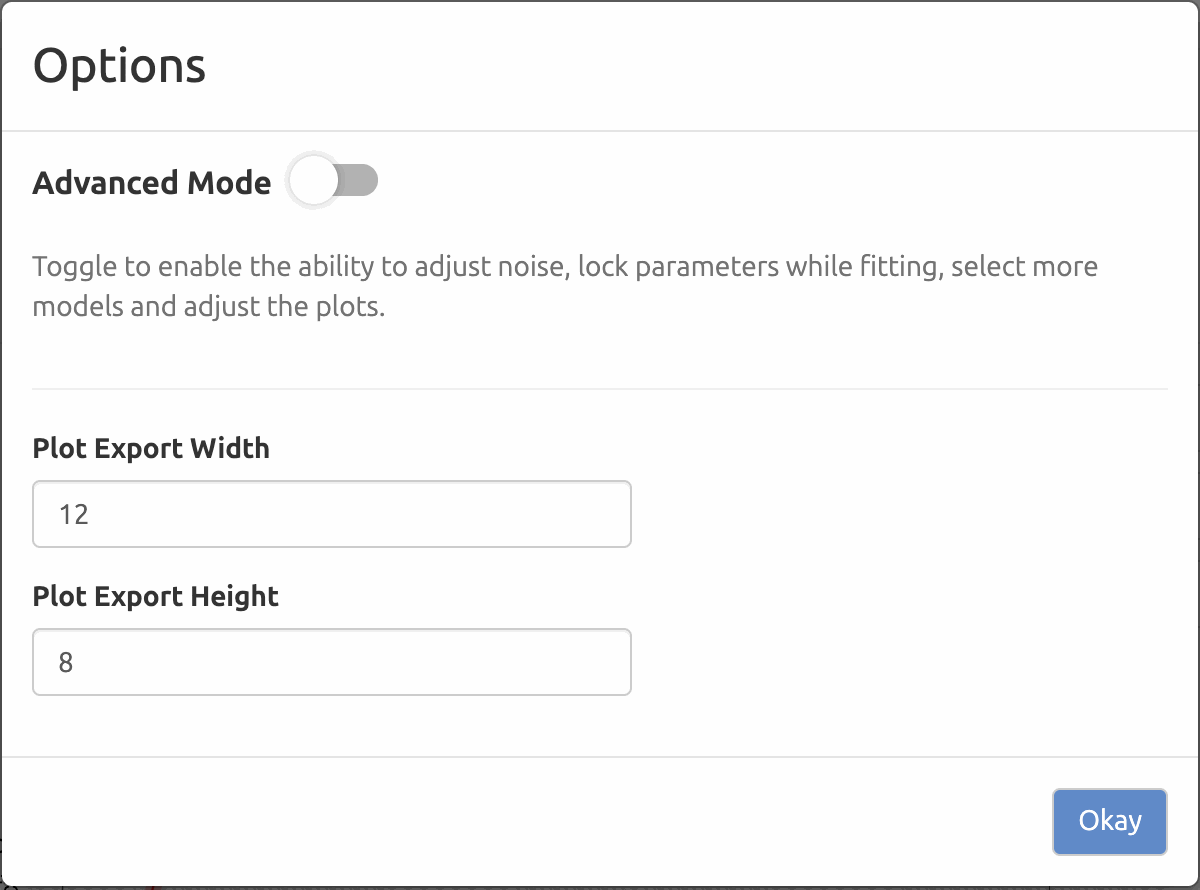 Options
Advanced Mode
Toggle to enable the ability to adjust noise, lock parameters while fitting, select more
models and adjust the plots.
Plot Export Width
12
Plot Export Height
8
Okay